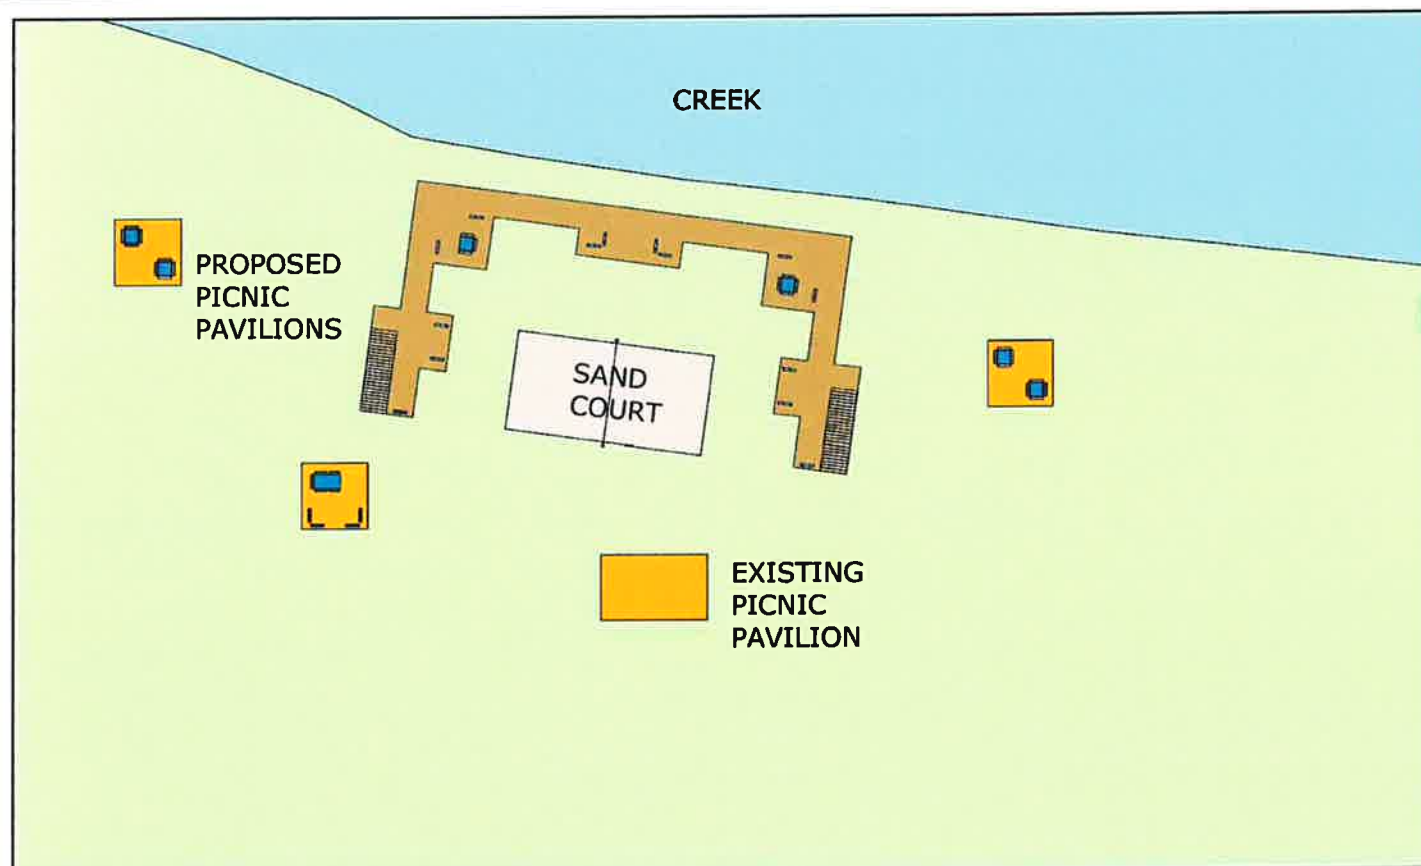 CREEK
PROPOSED
PICNIC
PAVILIONS
SAND
COURT
EXISTING
PICNIC
PAVILION